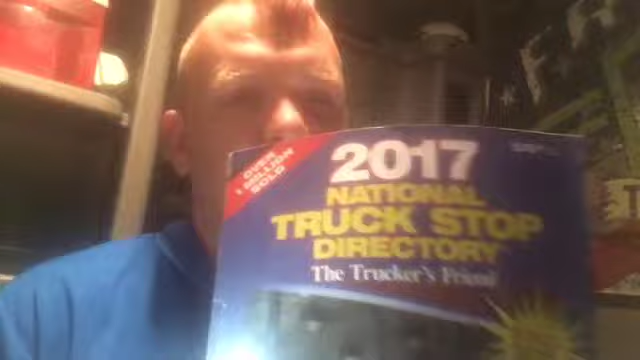 OVER
1 MILLION
SOLD
2017
NATIONAL
TRUCK STOP
DIRECTORY
The Trucker's Friend